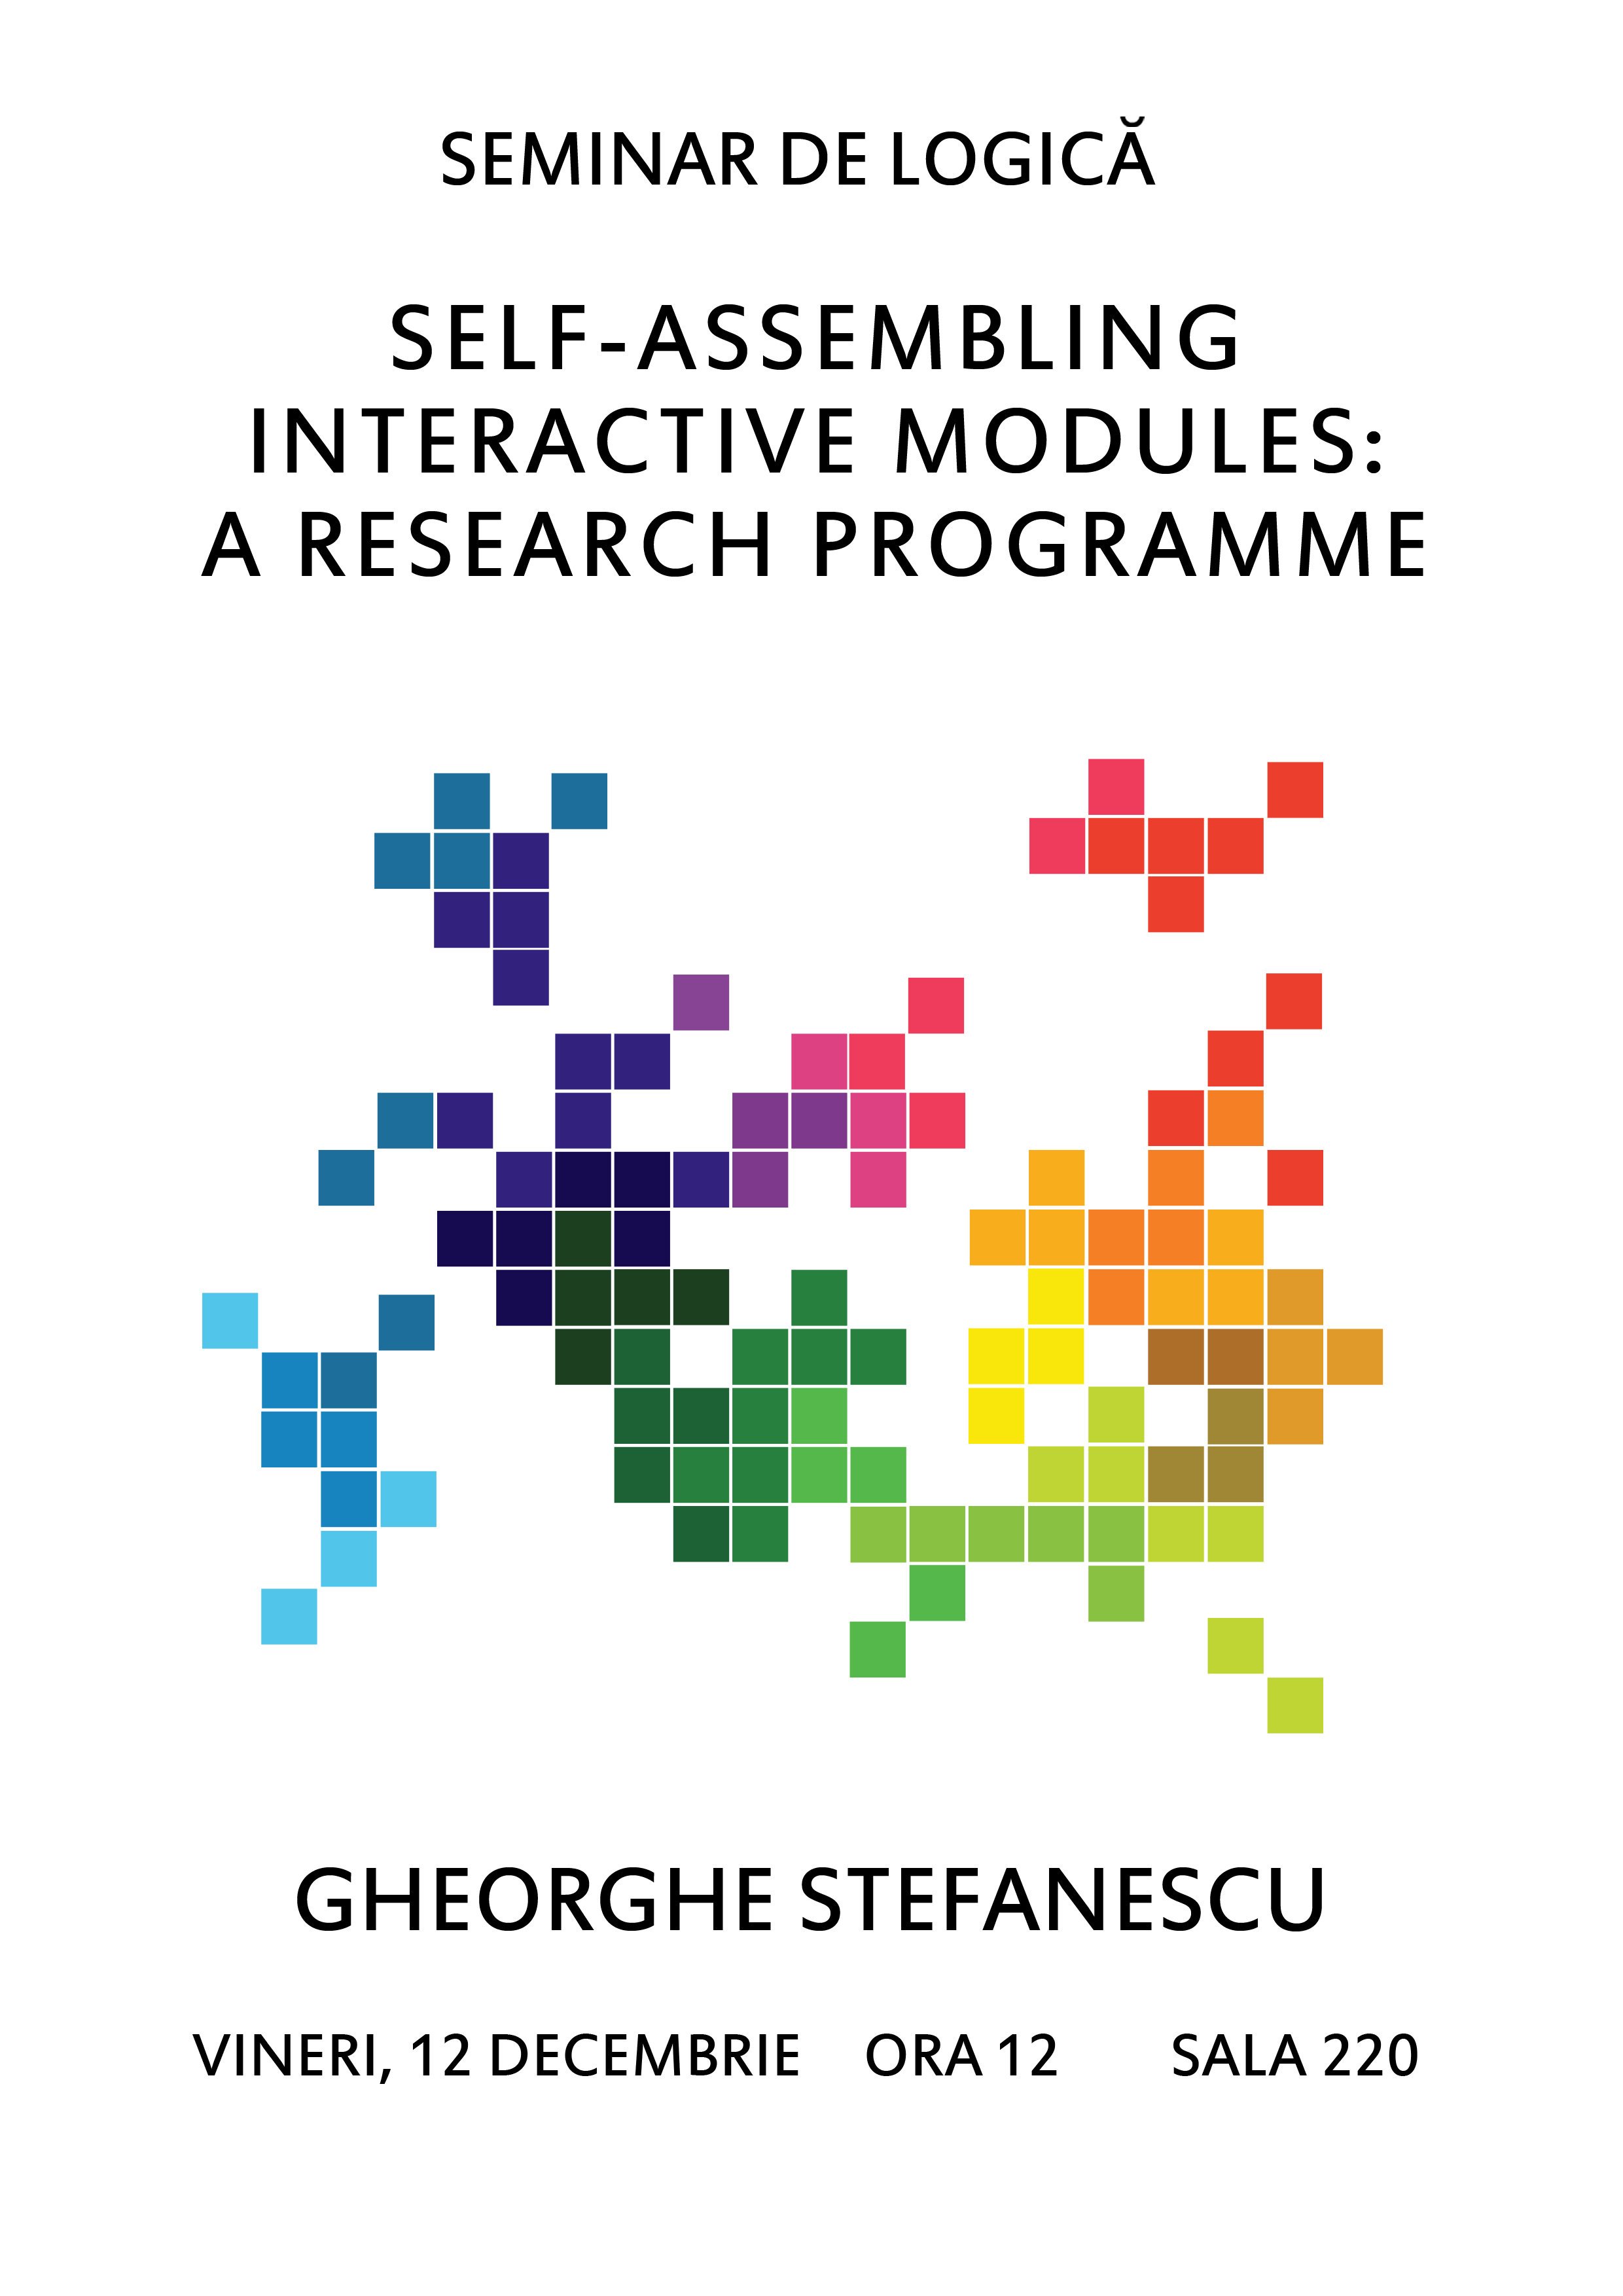 SEMINAR DE LOGICĂ
SELF-ASSEMBLING
INTERACTIVE MODULES:
A RESEARCH PROGRAMME
GHEORGHE STEFANESCU
VINERI, 12 DECEMBRIE ORA 12 SALA 220